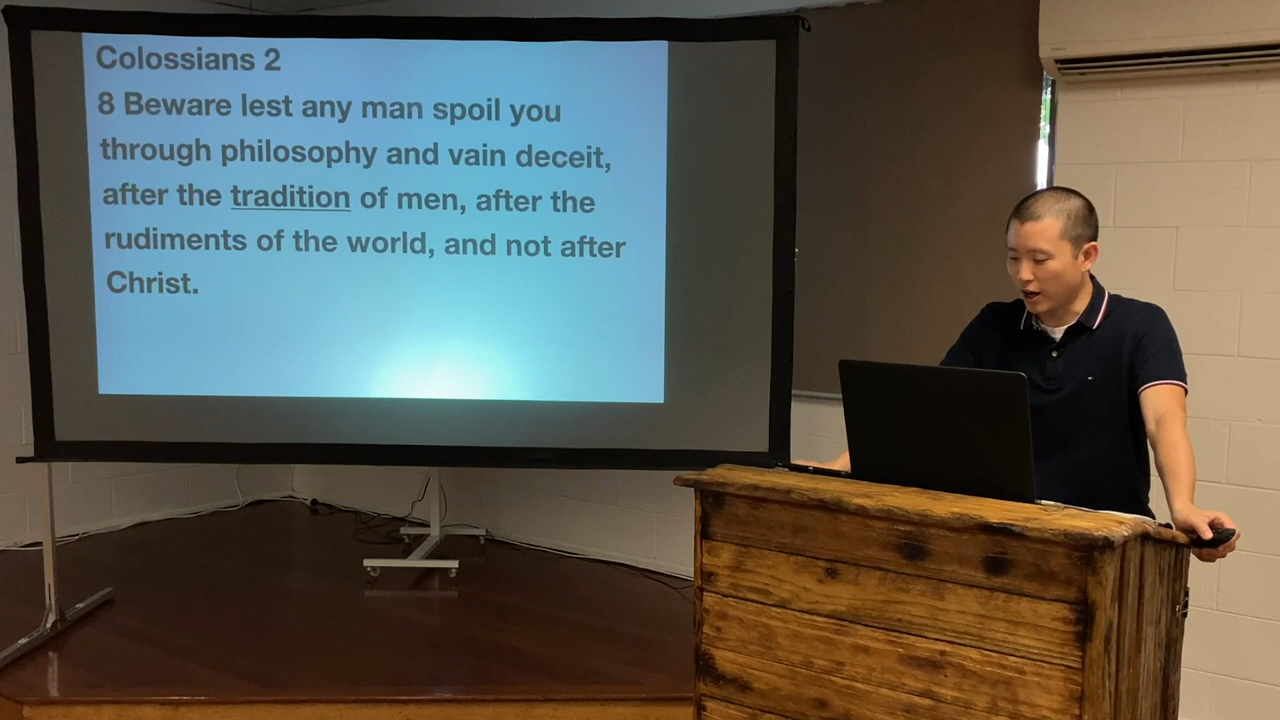 Colossians 2
8 Beware lest any man spoil you
through philosophy and vain deceit,
after the tradition of men, after the
rudiments of the world, and not after
Christ.